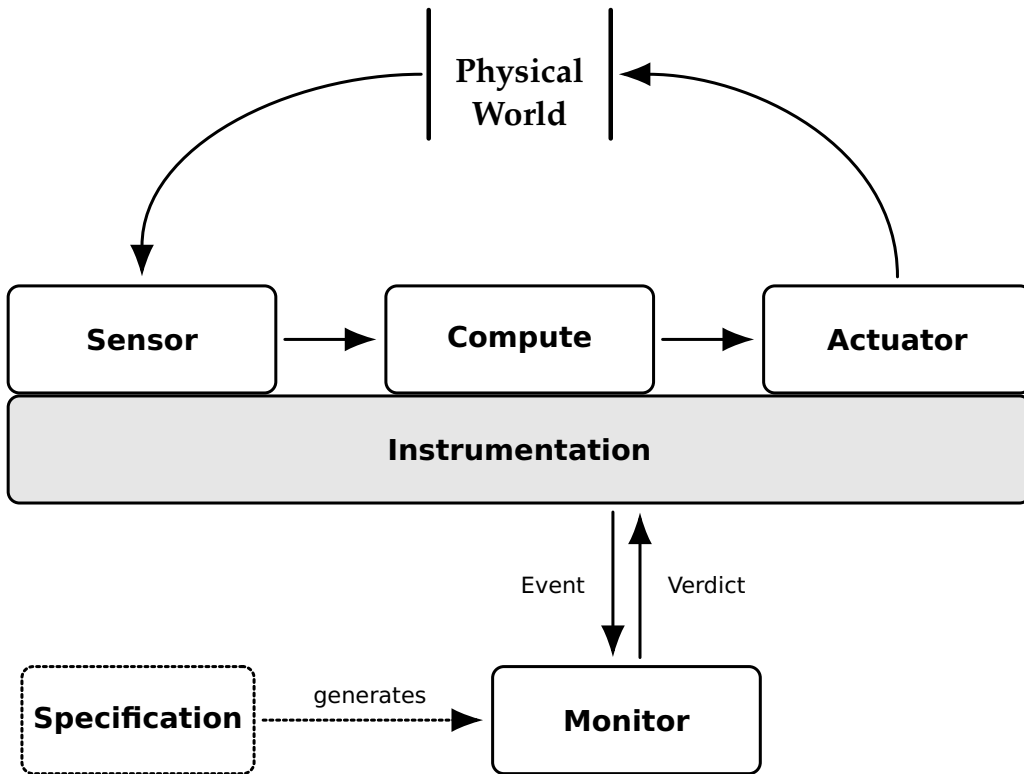 Physical
World
Sensor
Compute
Actuator
Instrumentation
Event
Verdict
Specification
generates
Monitor